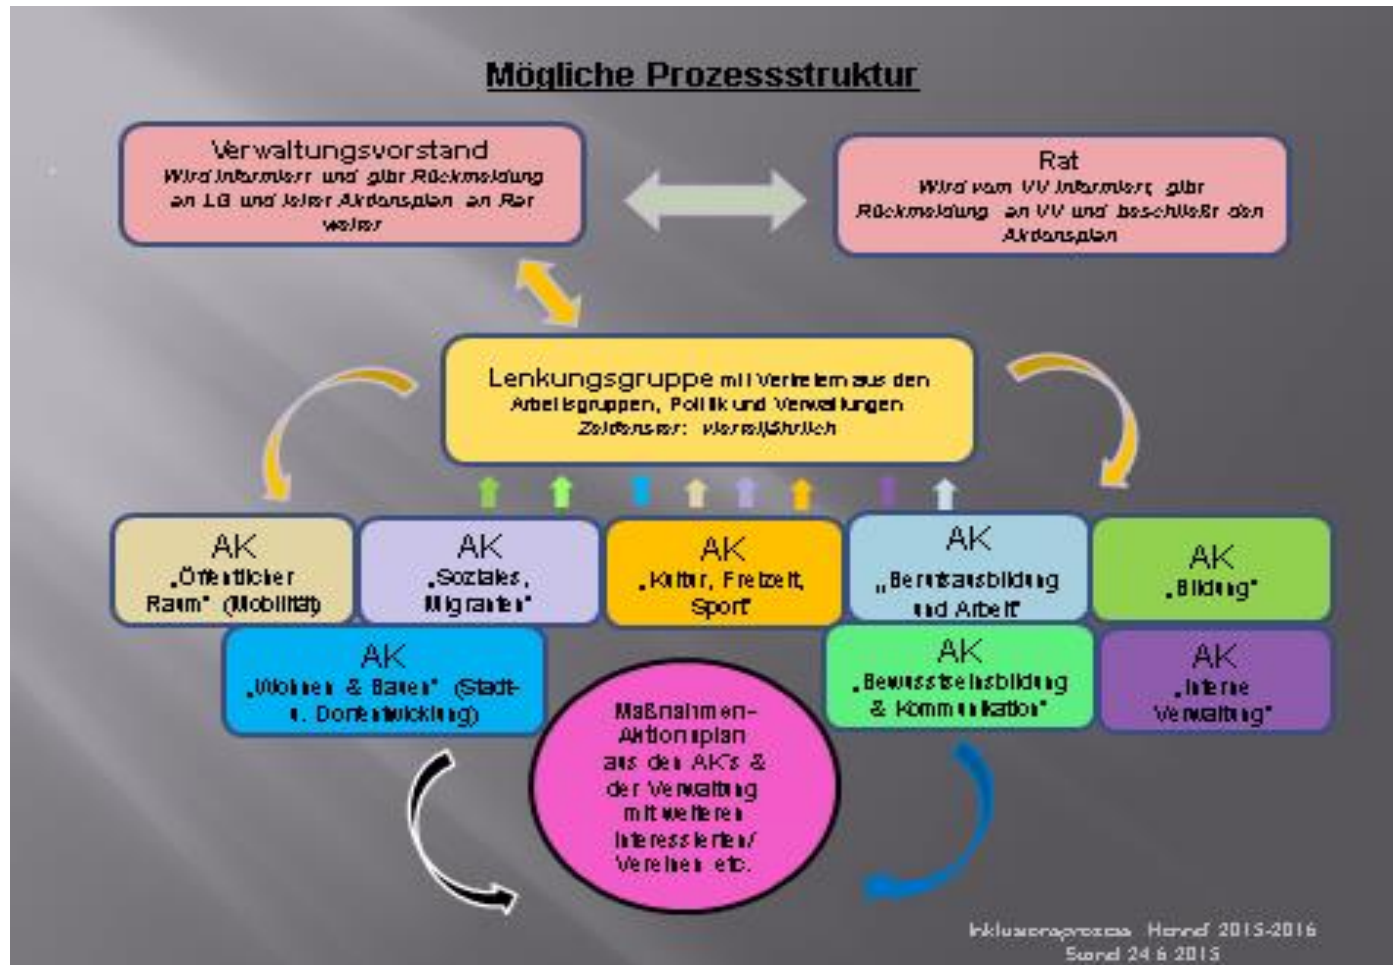 Mögliche Prozessstruktur
Verwaltungsvorstand
Wird informiert und gibt Rückmeldung
an LG und leitet Aktionsplan an Rat
weiter
Rat
Wird vom VV informiert, gibt
Rückmeldung an VV und beschließt den
Aktionsplan
Lenkungsgruppe mit Vertretern aus den
Arbeitsgruppen, Politik und Verwaltungen
Zeitfenster: vierteljährlich
AK
„Öffentlicher
Raum“ (Mobilität)
AK
„Soziales,
Migranten“
AK
„Kultur, Freizeit,
Sport“
AK
„Berufsausbildung
und Arbeit“
AK
„Bildung“
AK
„Wohnen & Bauen“ (Stadt-
u. Dorfentwicklung)
AK
„Bewusstseinsbildung
& Kommunikation“
AK
„Interne
Verwaltung“
Maßnahmen-
Aktionsplan
aus den AK´s &
der Verwaltung
mit weiteren
Interessierten/
Vereinen etc.
Inklusionsprozess Hennef 2015-2016
Stand 24.6.2015